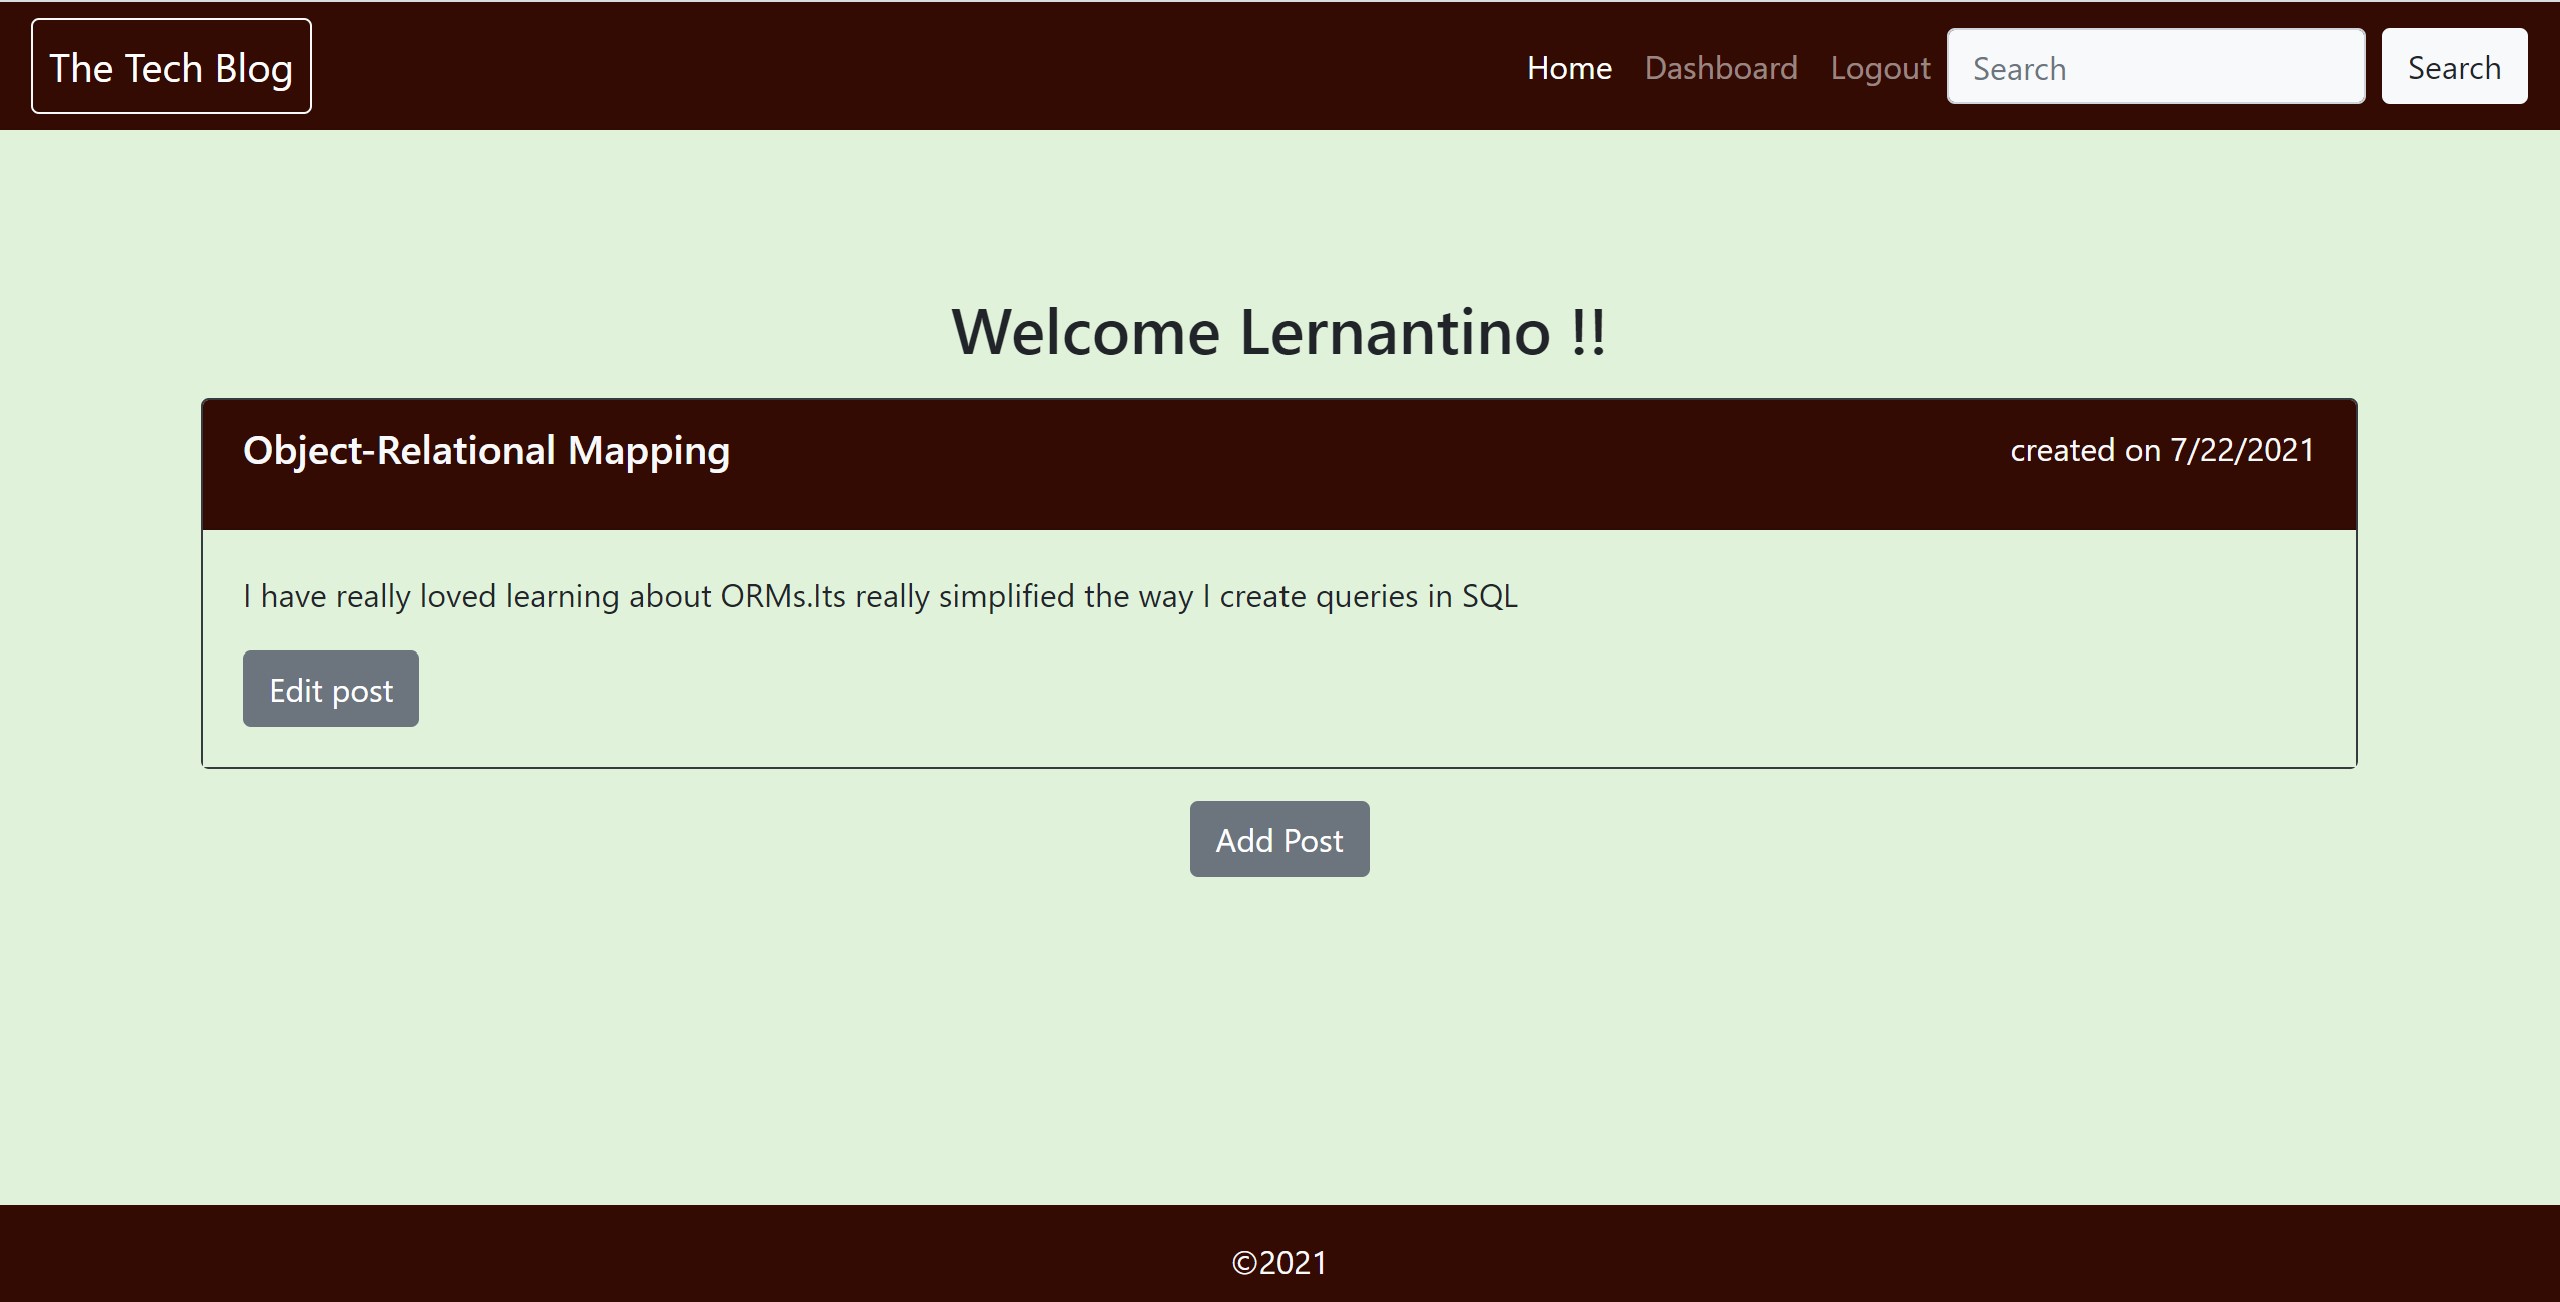 The Tech Blog
Home Dashboard Logout Search Search
Welcome Lernantino !!
Object-Relational Mapping created on 7/22/2021
I have really loved learning about ORMs.Its really simplified the way I create queries in SQL
Edit post
Add Post
©2021